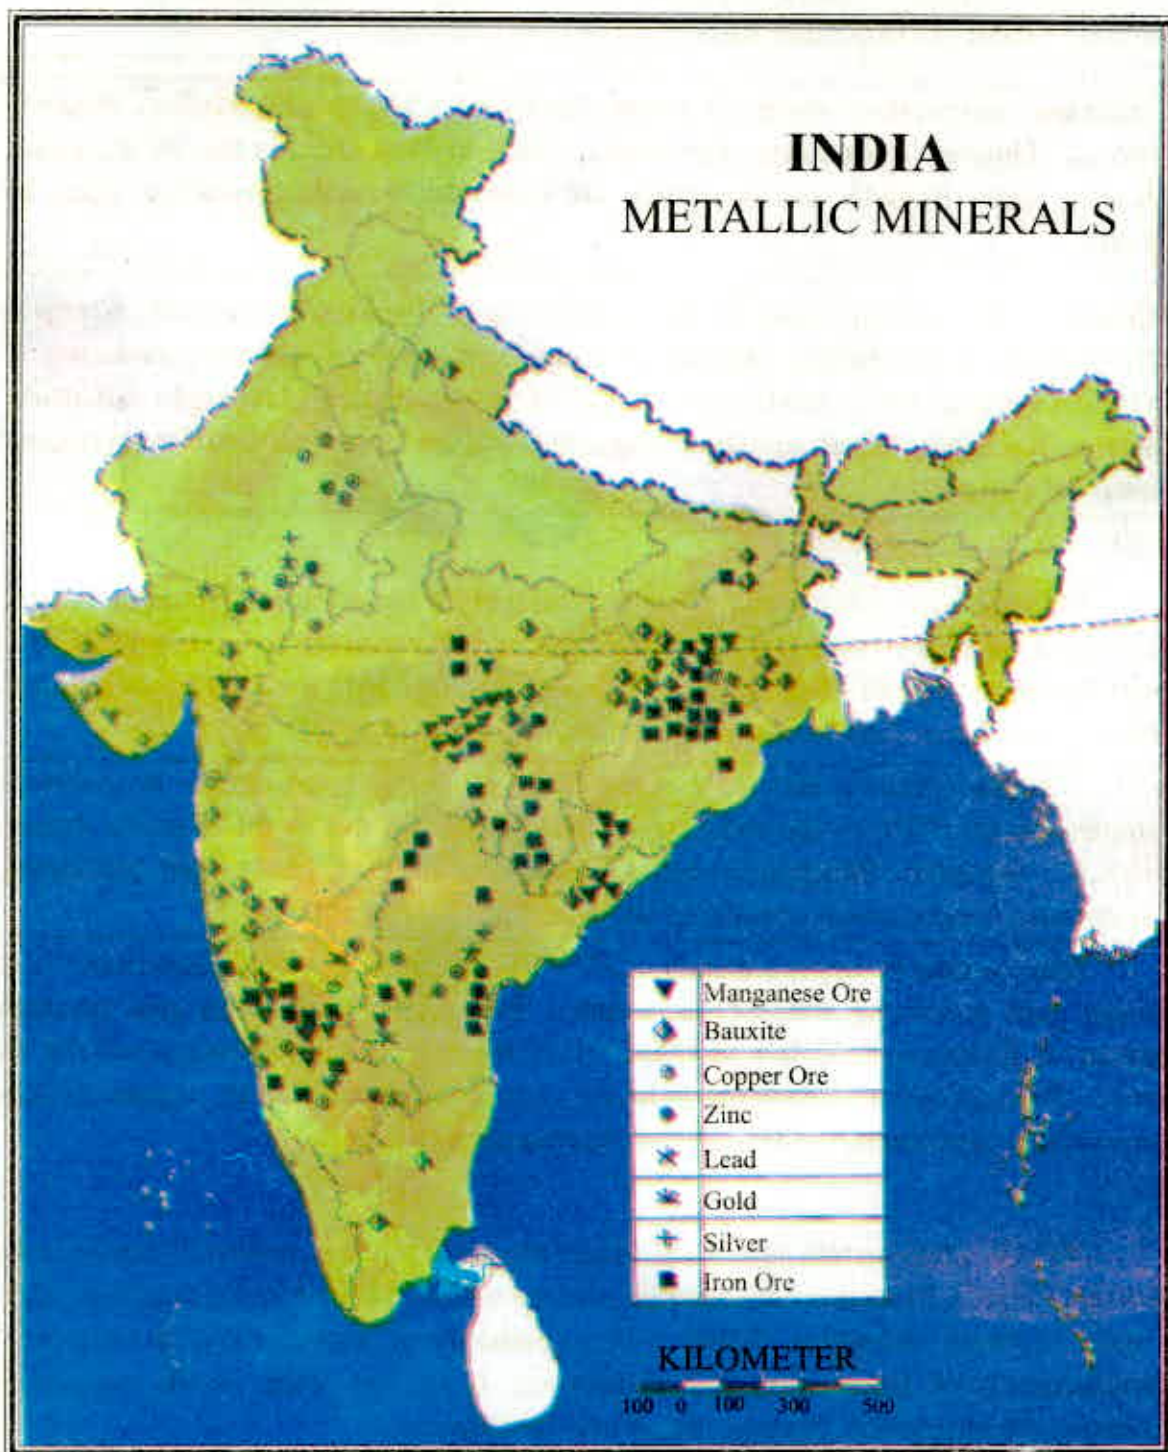 INDIA
METALLIC MINERALS
Manganese Ore
Bauxite
Copper Ore
Zinc
Lead
Gold
Silver
Iron Ore
KILOMETER
100 0 100 300 500